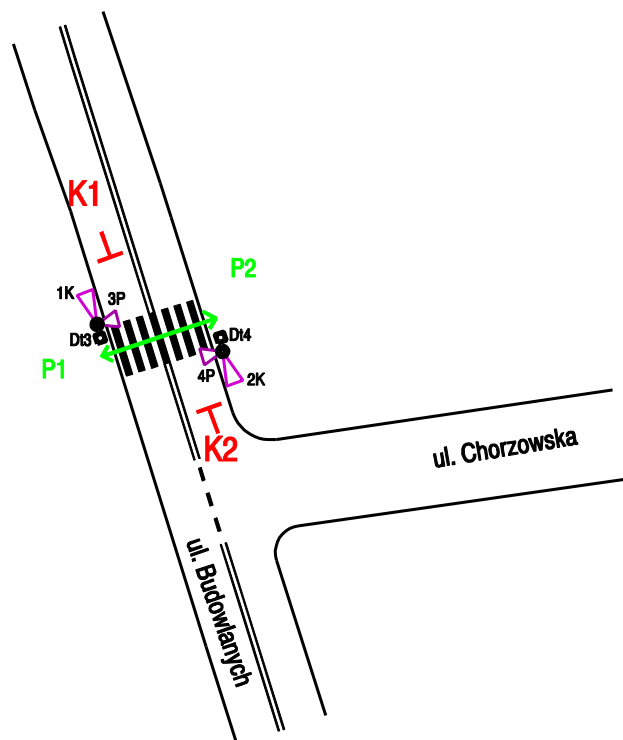 K1
P2
1K
3P
Dt3
Dt4
P1
4P
2K
K2
ul. Chorzowska
ul. Budowlanych